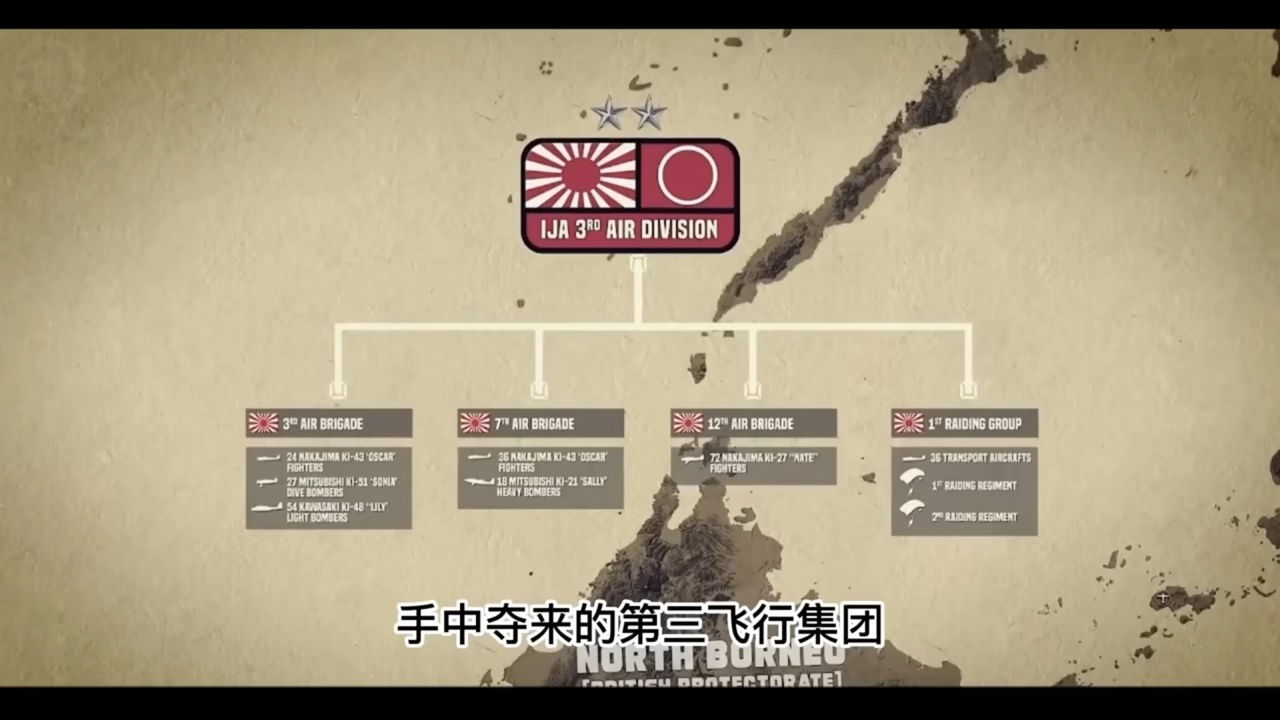 IJA 3RD AIR DIVISION
3RD AIR BRIGADE
24 NAKAJIMA KI-43 'OSCAR'
FIGHTERS
27 MITSUBISHI KI-51 'SONIA'
DIVE BOMBERS
54 KAWASAKI KI-48 "LILY'
LIGHT BOMBERS
7TH AIR BRIGADE
36 NAKAJIMA KI-43 'OSCAR'
FIGHTERS
18 MITSUBISHI KI-21 'SALLY'
HEAVY BOMBERS
12TH AIR BRIGADE
72 NAKAJIMA KI-27 "NATE"
FIGHTERS
1ST RAIDING GROUP
36 TRANSPORT AIRCRAFTS
1ST RAIDING REGIMENT
2ND RAIDING REGIMENT
手中夺来的第三飞行集团
NORTH BORNEO
[BRITISH PROTECTORATE]